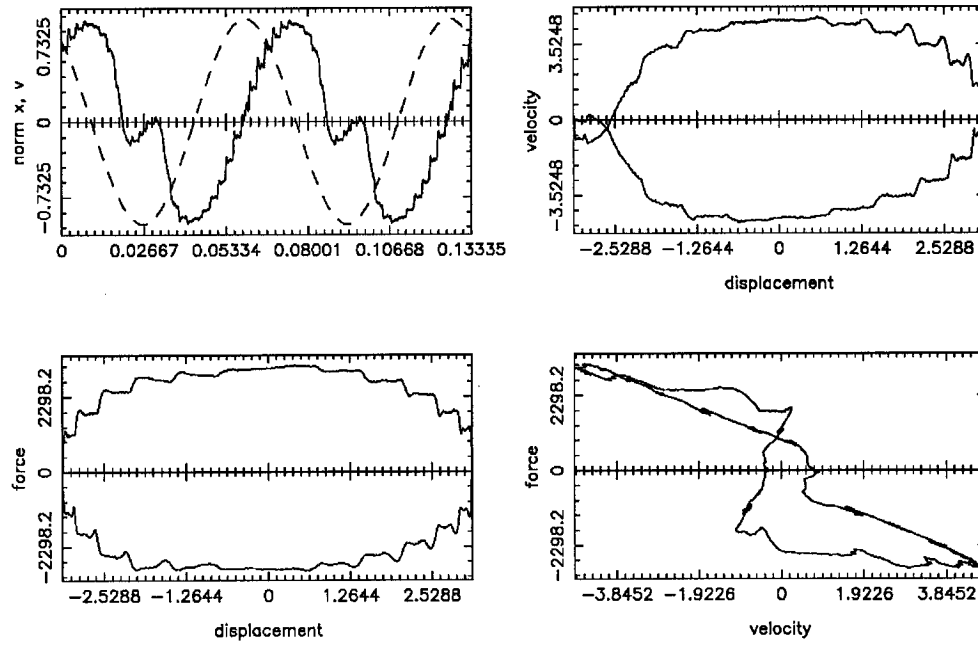 norm x, v
0.7325
0
-0.7325
0 0.02667 0.05334 0.08001 0.10668 0.13335
velocity
3.5248
0
-3.5248
-2.5288 -1.2644 0 1.2644 2.5288
displacement
force
2298.2
0
-2298.2
-2.5288 -1.2644 0 1.2644 2.5288
displacement
force
2298.2
0
-2298.2
-3.8452 -1.9226 0 1.9226 3.8452
velocity